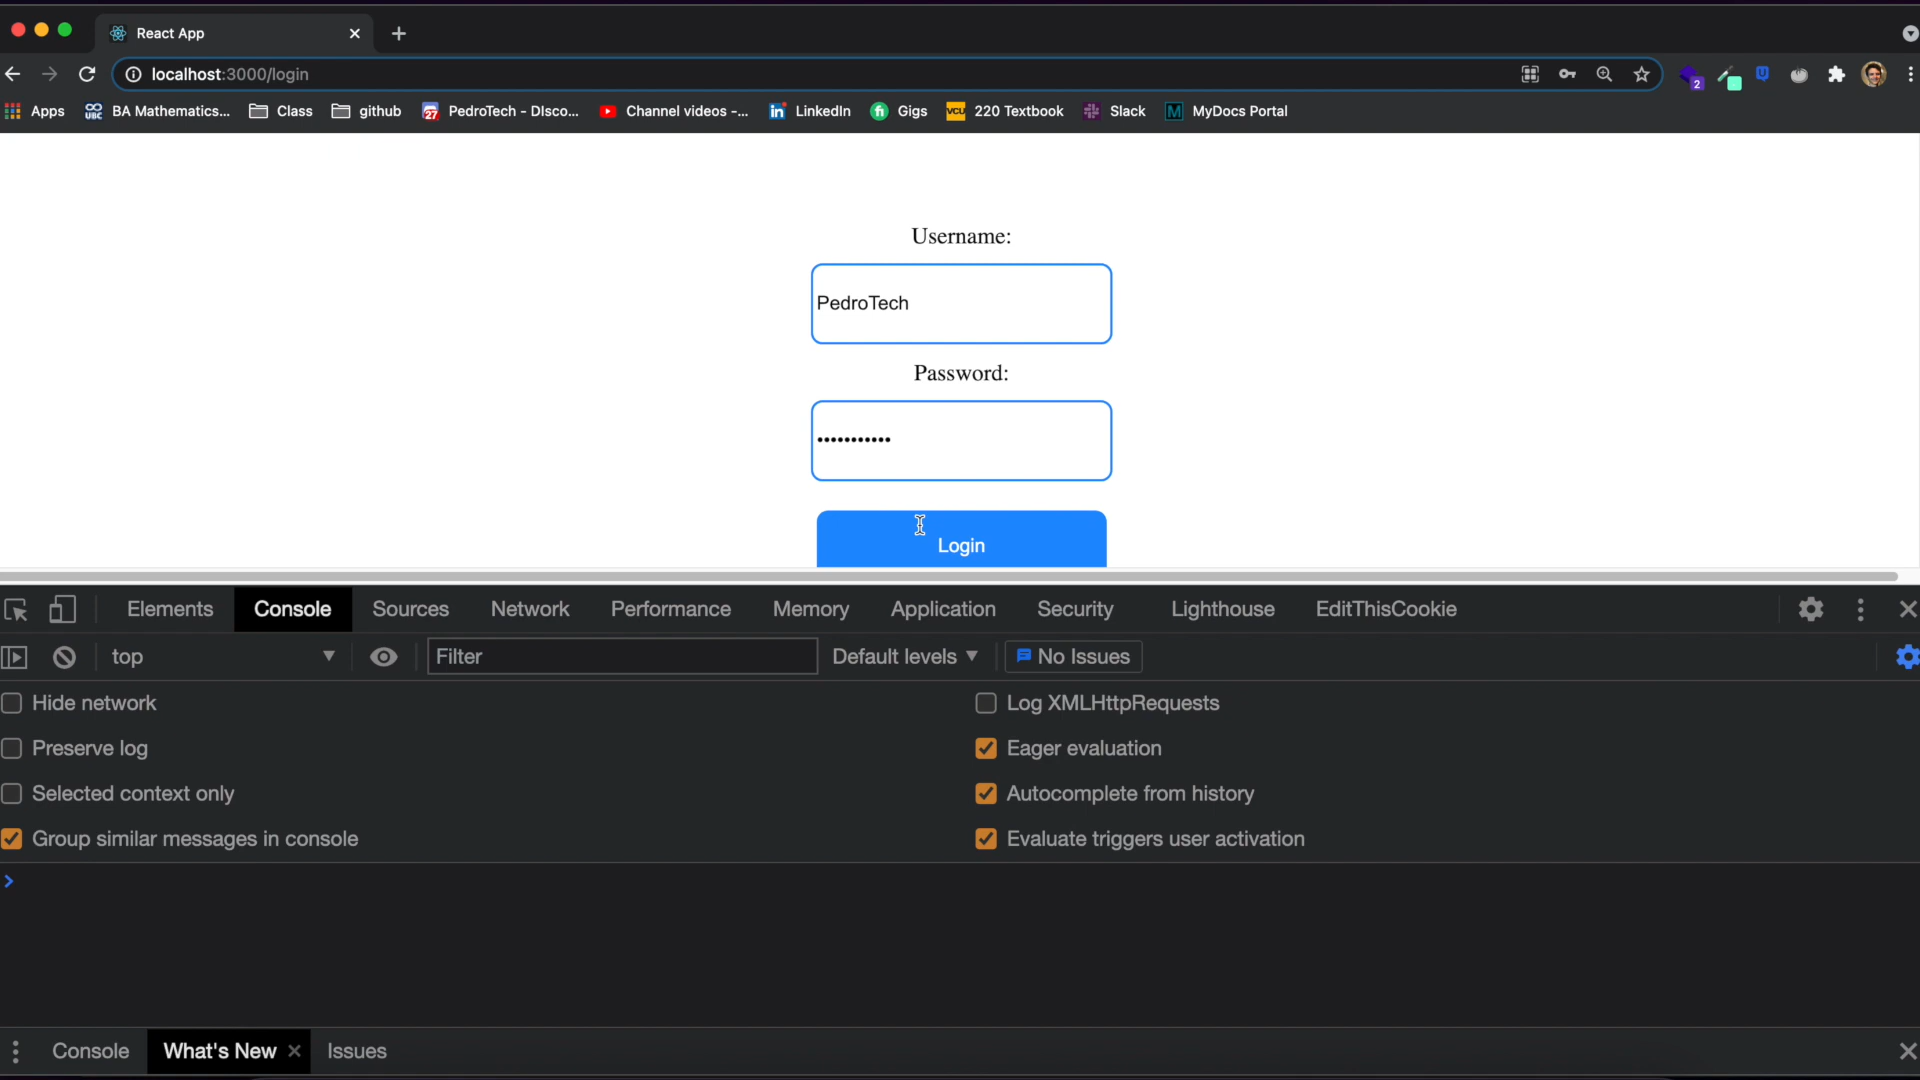 React App
localhost:3000/login
2
Apps BA Mathematics... Class github PedroTech - DIsco... Channel videos -... LinkedIn Gigs 220 Textbook Slack MyDocs Portal
Username:
PedroTech
Password:
•••••••••••
Login
Elements Console Sources Network Performance Memory Application Security Lighthouse EditThisCookie
top Filter Default levels No Issues
Hide network Log XMLHttpRequests
Preserve log Eager evaluation
Selected context only Autocomplete from history
Group similar messages in console Evaluate triggers user activation
Console What's New Issues